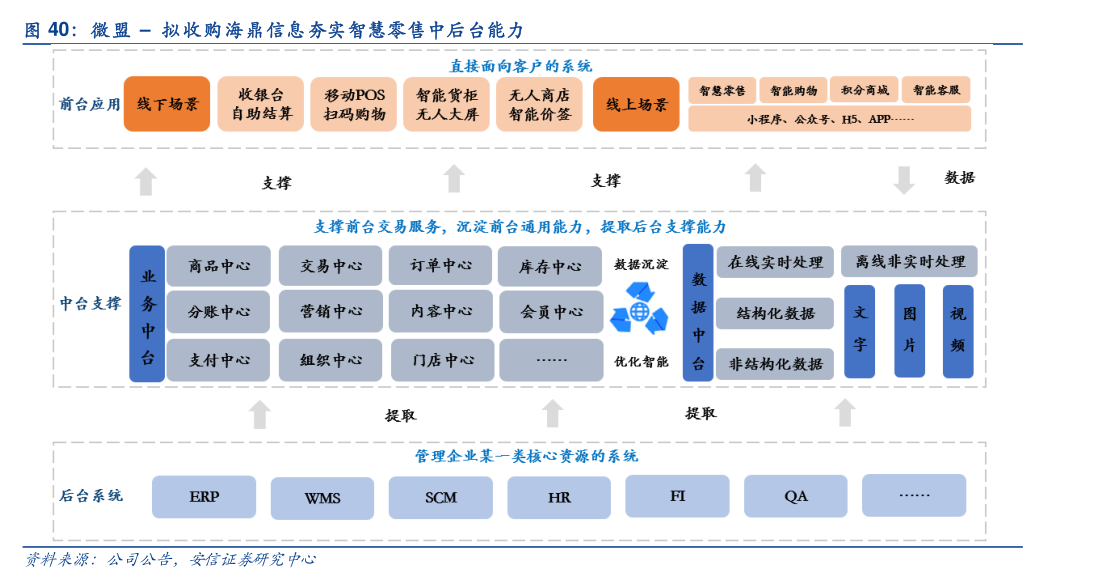 图 40：微盟 – 拟收购海鼎信息夯实智慧零售中后台能力
直接面向客户的系统
前台应用
线下场景
收银台
自助结算
移动POS
扫码购物
智能货柜
无人大屏
无人商店
智能价签
线上场景
智慧零售
智能购物
积分商城
智能客服
小程序、公众号、H5、APP……
支撑
支撑
数据
支撑前台交易服务，沉淀前台通用能力，提取后台支撑能力
中台支撑
业务中台
商品中心
交易中心
订单中心
库存中心
分账中心
营销中心
内容中心
会员中心
支付中心
组织中心
门店中心
……
数据沉淀
优化智能
数据中台
在线实时处理
离线非实时处理
结构化数据
非结构化数据
文字
图片
视频
提取
提取
管理企业某一类核心资源的系统
后台系统
ERP
WMS
SCM
HR
FI
QA
……
资料来源：公司公告，安信证券研究中心